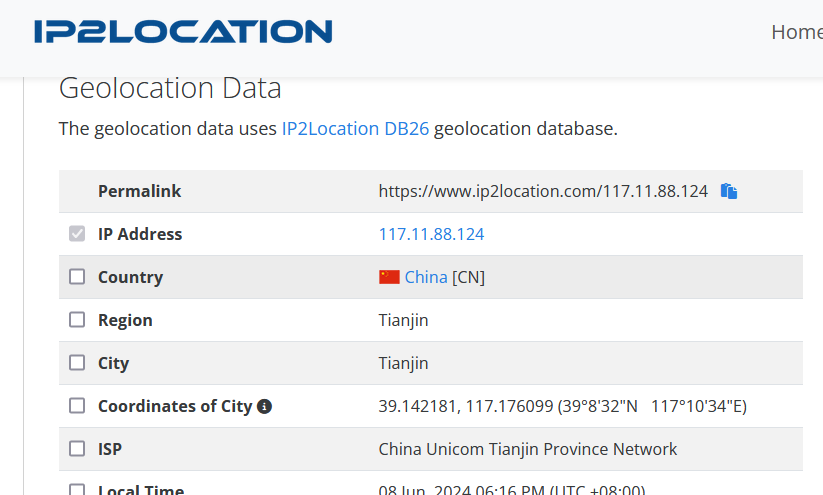 IP2LOCATION
Home
Geolocation Data
The geolocation data uses IP2Location DB26 geolocation database.
Permalink https://www.ip2location.com/117.11.88.124
IP Address 117.11.88.124
Country China [CN]
Region Tianjin
City Tianjin
Coordinates of City 39.142181, 117.176099 (39°8'32"N   117°10'34"E)
ISP China Unicom Tianjin Province Network
Local Time 08 Jun, 2024 06:16 PM (UTC +08:00)